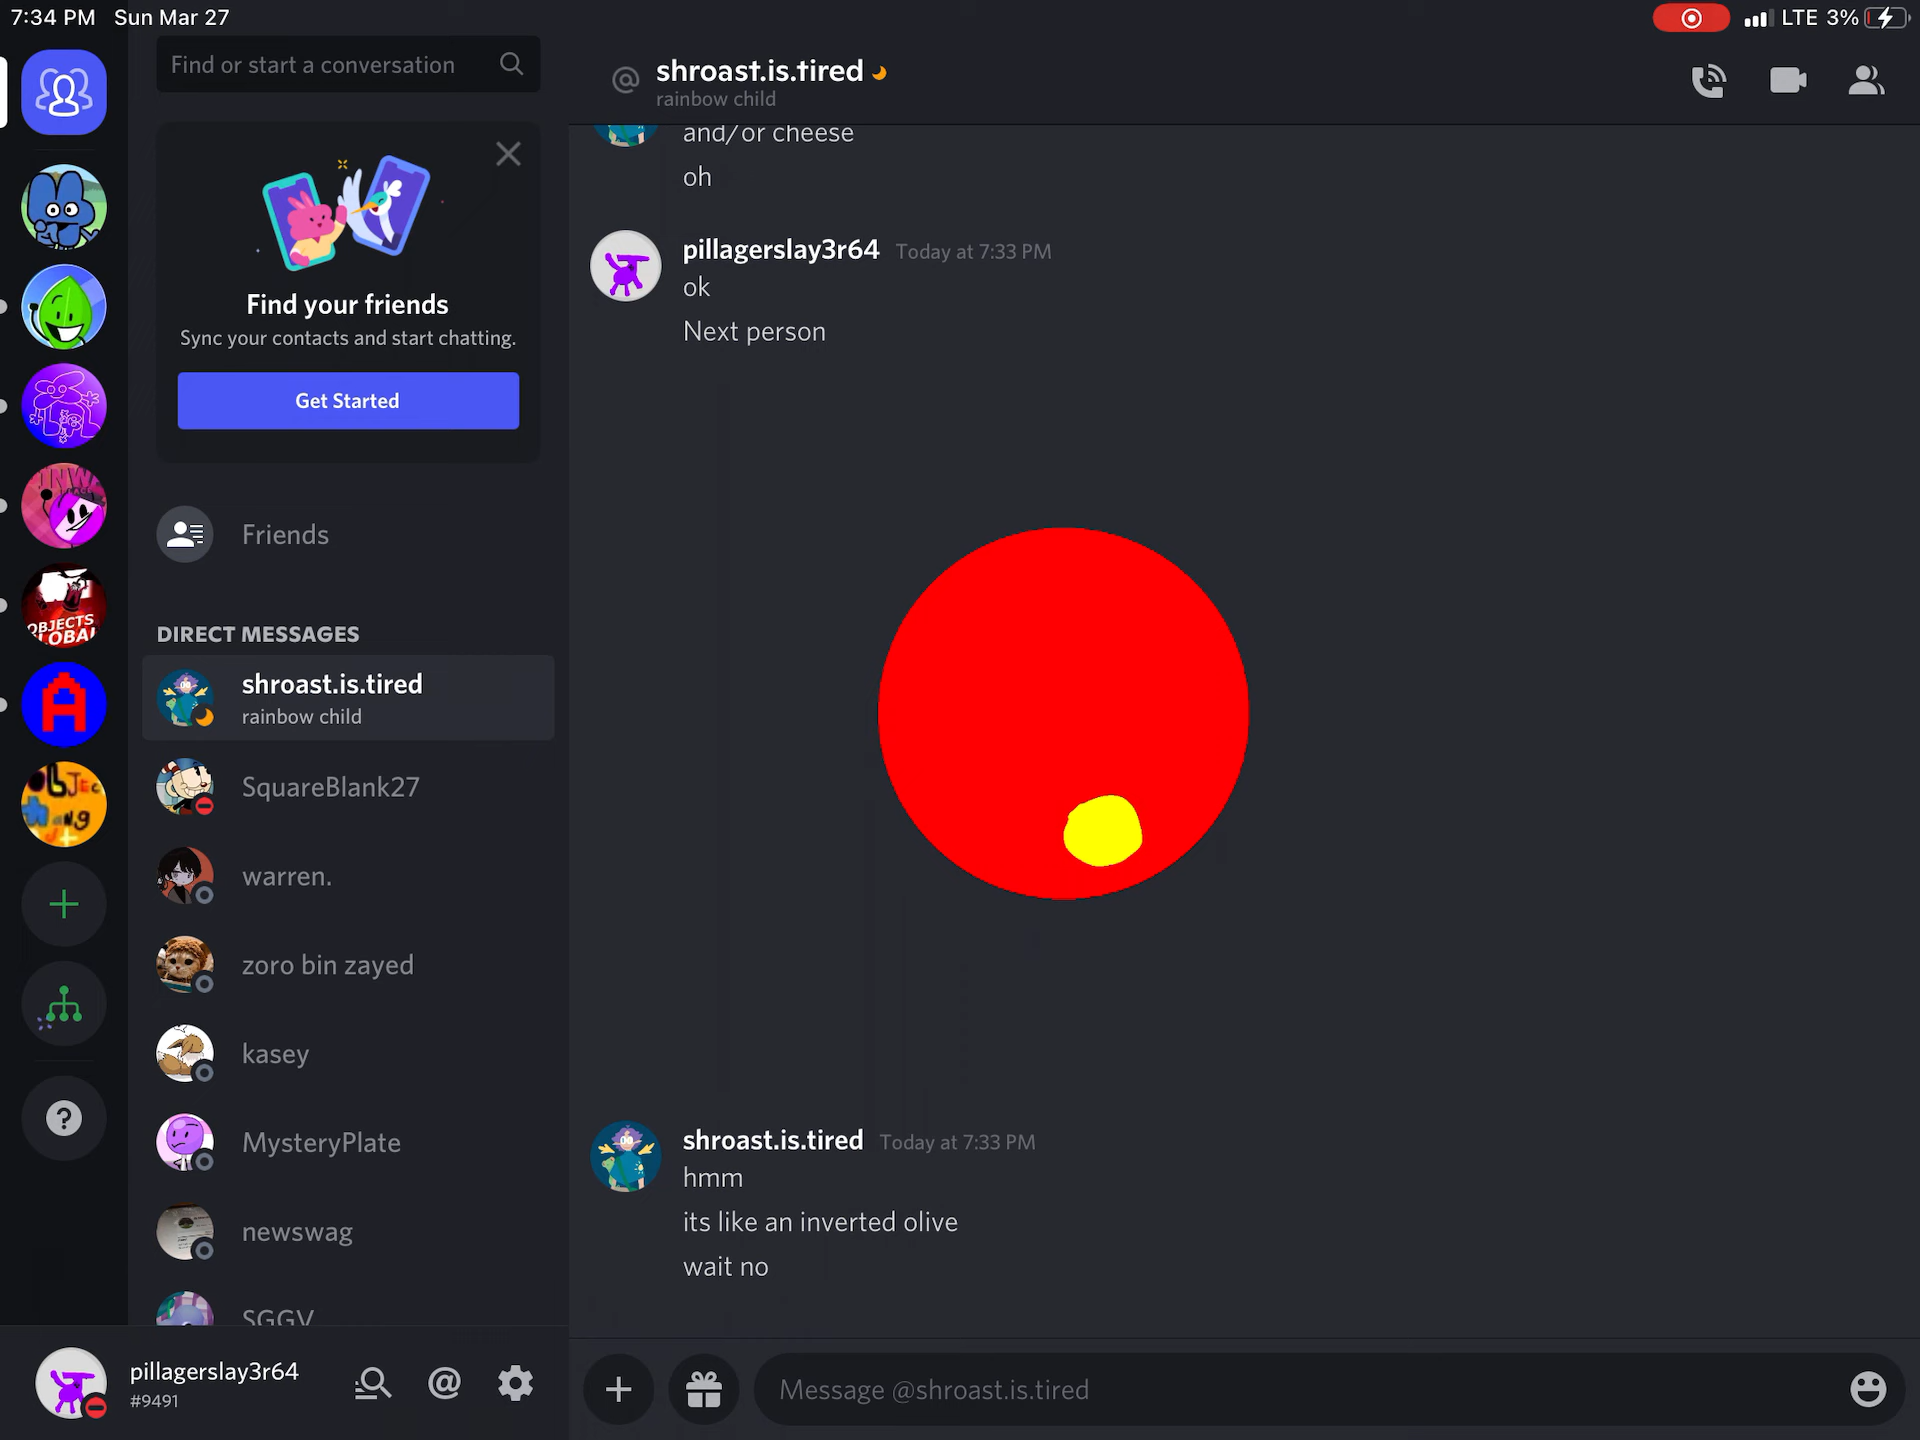 7:34 PM Sun Mar 27
LTE 3%
Find or start a conversation
Find your friends
Sync your contacts and start chatting.
Get Started
Friends
DIRECT MESSAGES
shroast.is.tired
rainbow child
SquareBlank27
warren.
zoro bin zayed
kasey
MysteryPlate
newswag
SGGV
pillagerslay3r64
#9491
A
OBJECTS
shroast.is.tired
rainbow child
and/or cheese
oh
pillagerslay3r64 Today at 7:33 PM
ok
Next person
shroast.is.tired Today at 7:33 PM
hmm
its like an inverted olive
wait no
Message @shroast.is.tired